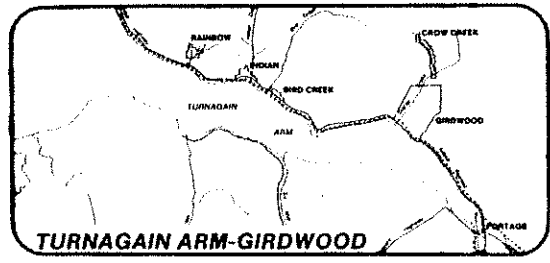 RAINBOW
CROW CREEK
INDIAN
BIRD CREEK
TURNAGAIN
ARM
GIRDWOOD
PORTAGE
TURNAGAIN ARM-GIRDWOOD